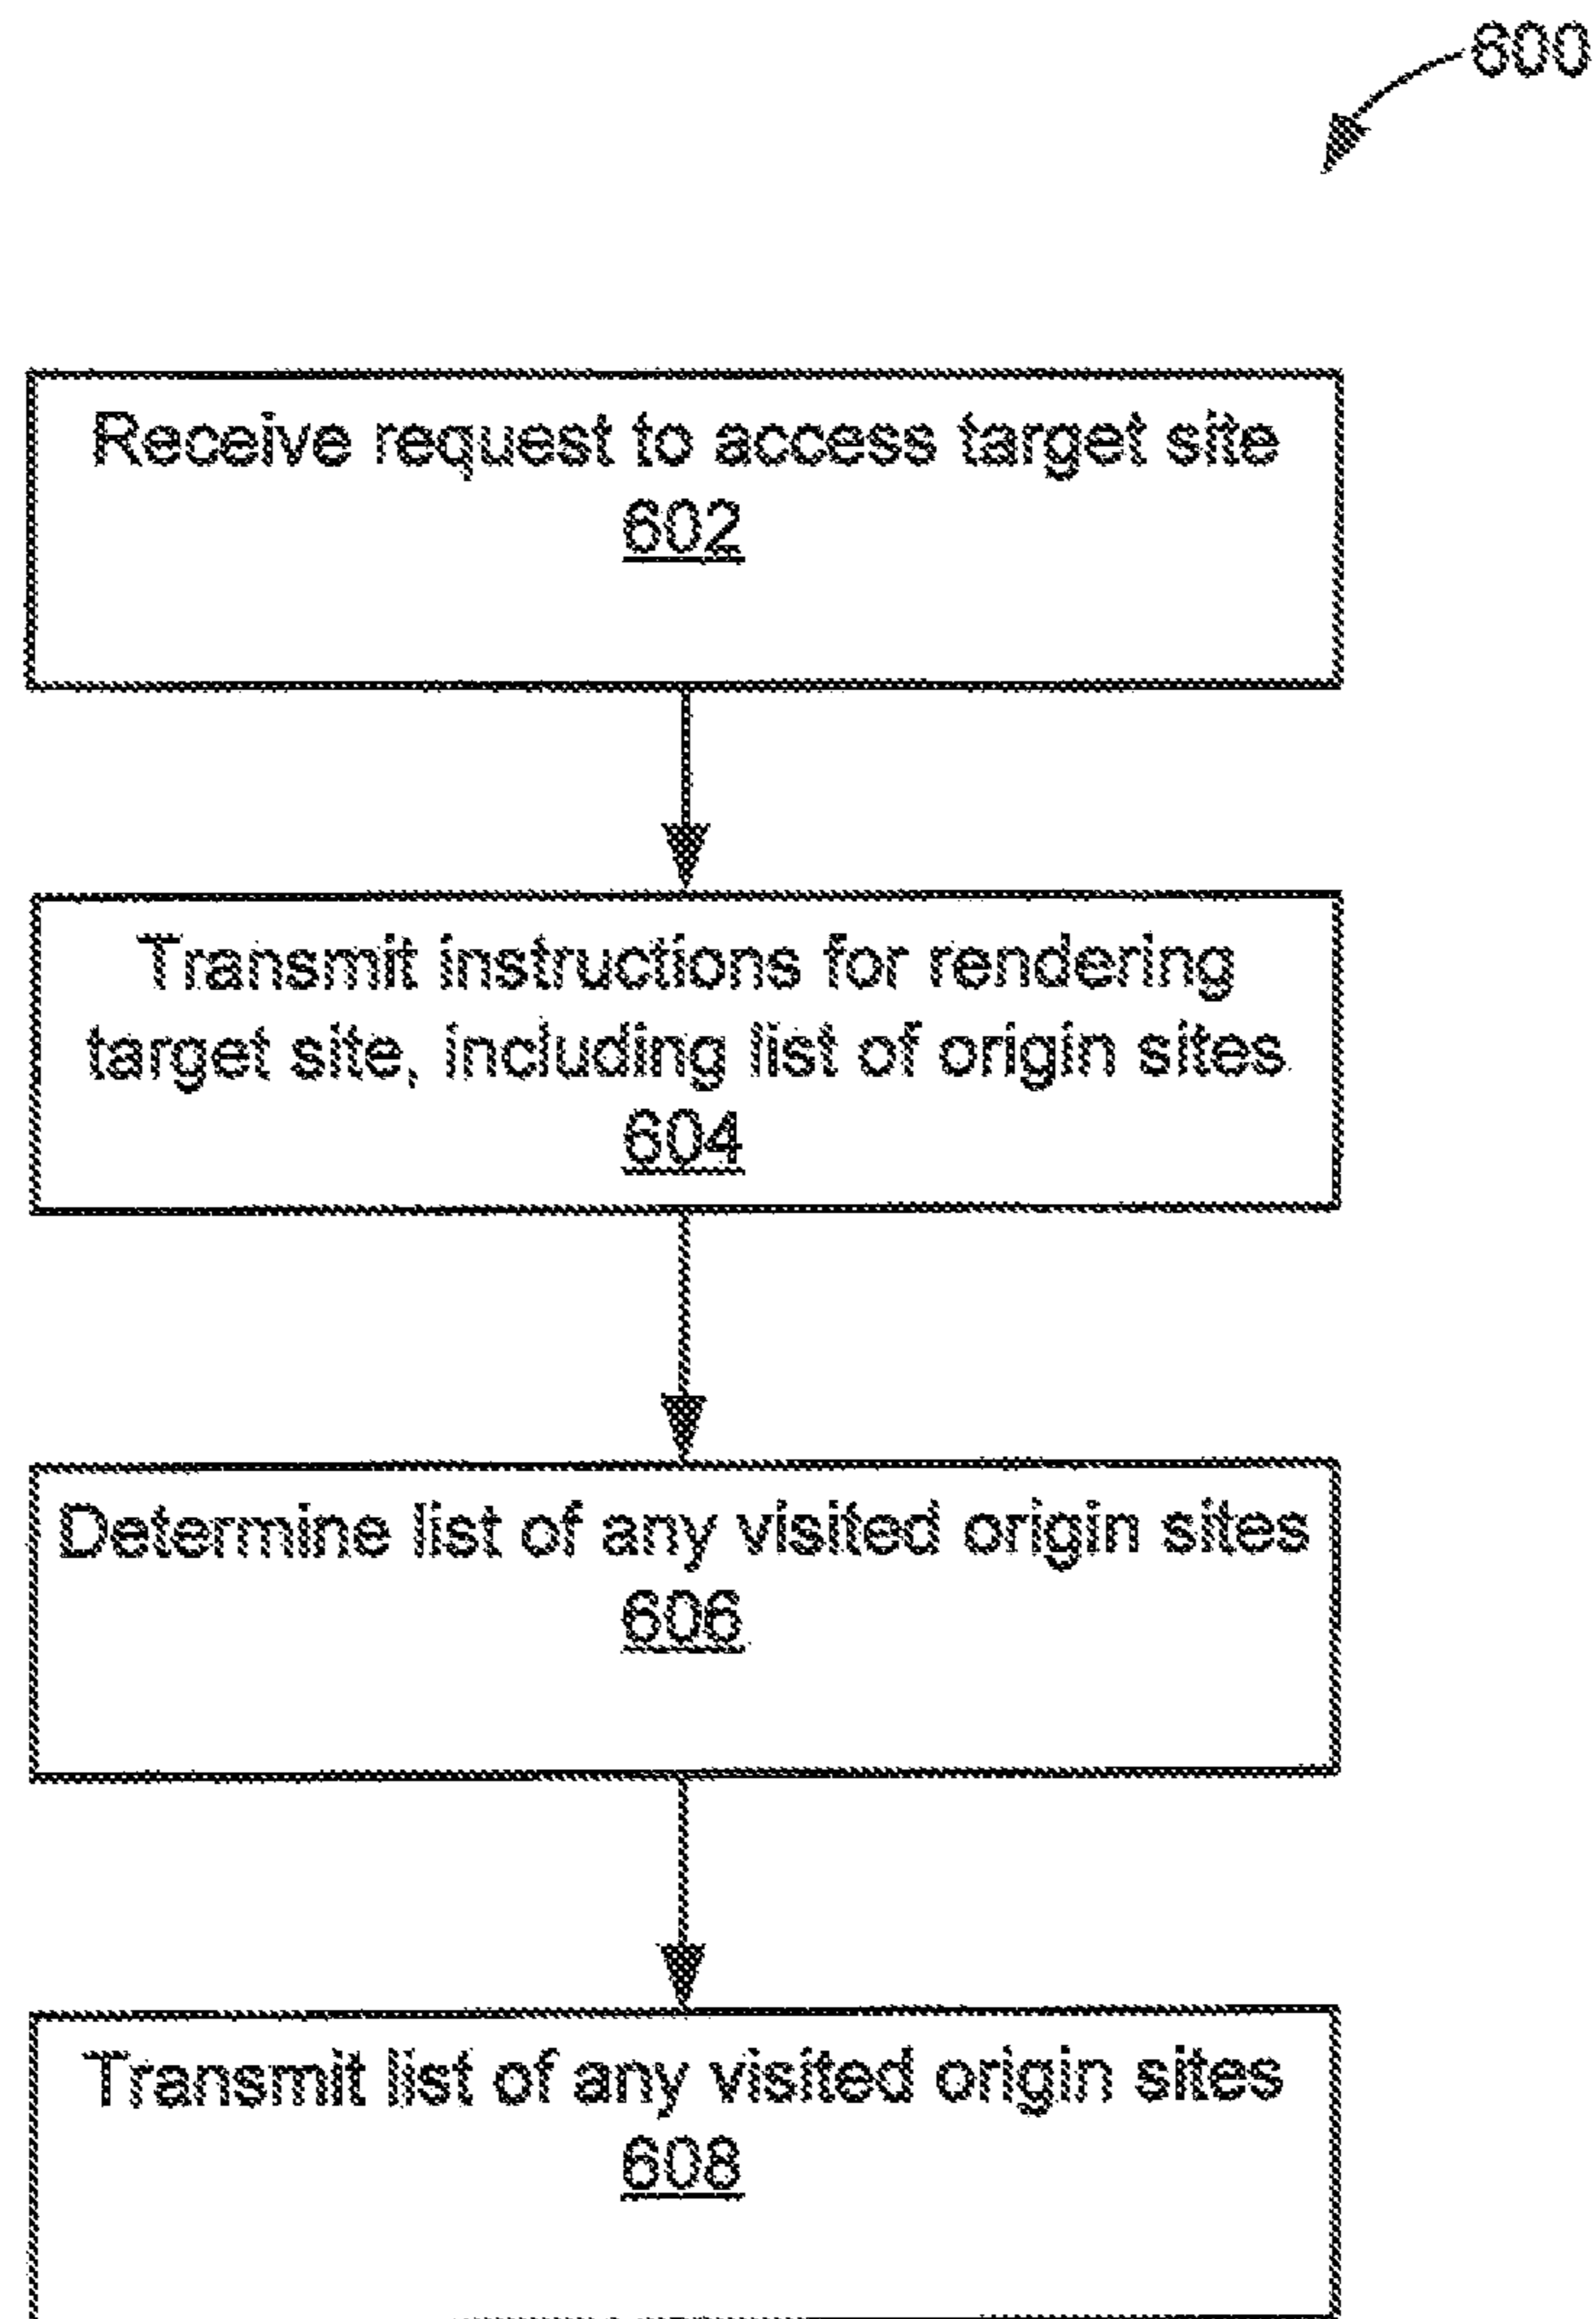 600
Receive request to access target site
602
Transmit instructions for rendering
target site, including list of origin sites
604
Determine list of any visited origin sites
606
Transmit list of any visited origin sites
608